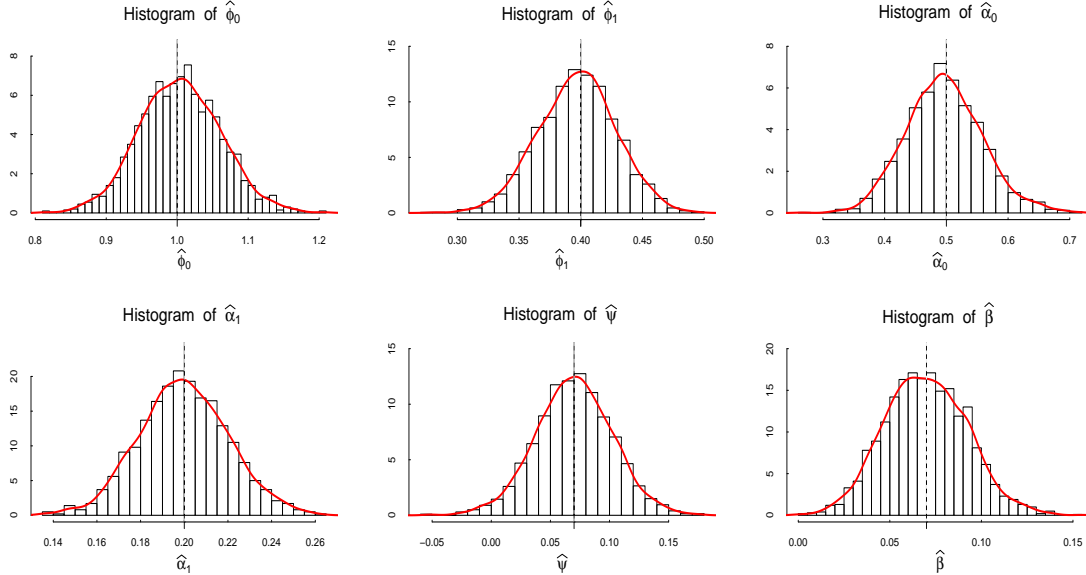 Histogram of ϕ̂₀
8
6
4
2
0
0.8 0.9 1.0 1.1 1.2
ϕ̂₀
Histogram of ϕ̂₁
15
10
5
0
0.30 0.35 0.40 0.45 0.50
ϕ̂₁
Histogram of α̂₀
8
6
4
2
0
0.3 0.4 0.5 0.6 0.7
α̂₀
Histogram of α̂₁
20
15
10
5
0
0.14 0.16 0.18 0.20 0.22 0.24 0.26
α̂₁
Histogram of ψ̂
15
10
5
0
−0.05 0.00 0.05 0.10 0.15
ψ̂
Histogram of β̂
20
15
10
5
0
0.00 0.05 0.10 0.15
β̂